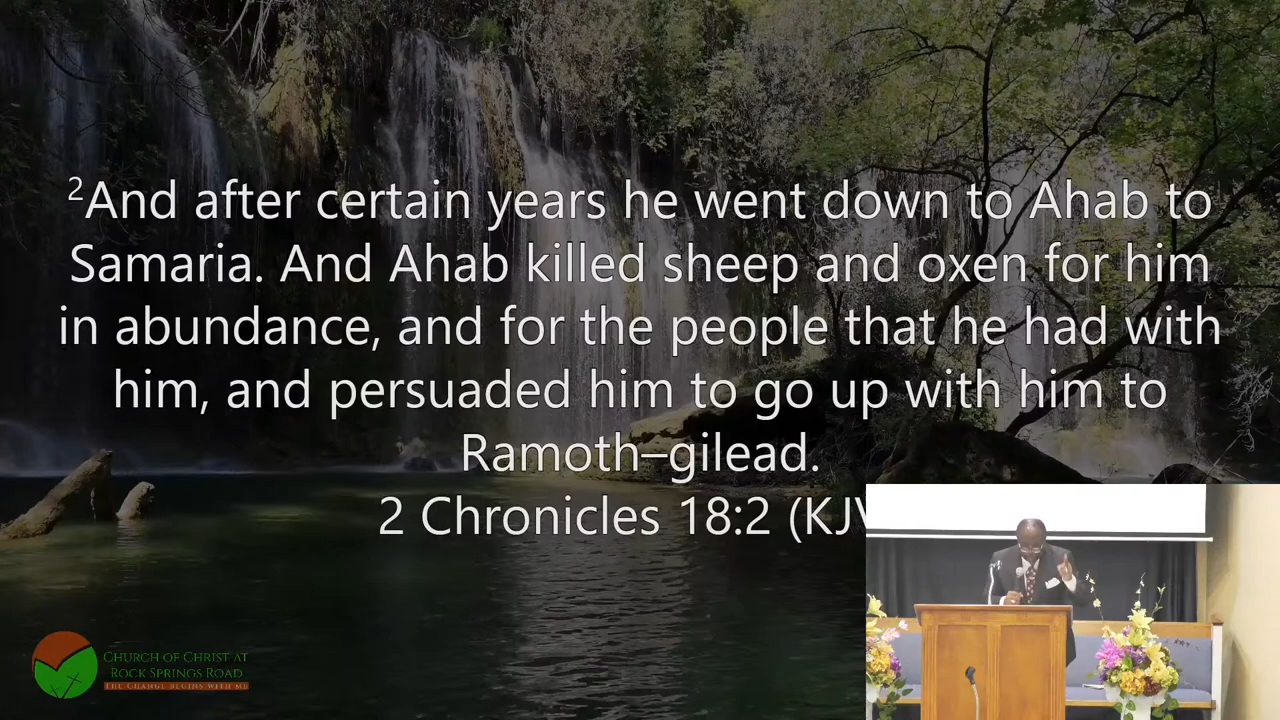 ²And after certain years he went down to Ahab to
Samaria. And Ahab killed sheep and oxen for him
in abundance, and for the people that he had with
him, and persuaded him to go up with him to
Ramoth–gilead.
2 Chronicles 18:2 (KJV
CHURCH OF CHRIST AT
ROCK SPRINGS ROAD
THE CHANGE BEGINS WITH ME